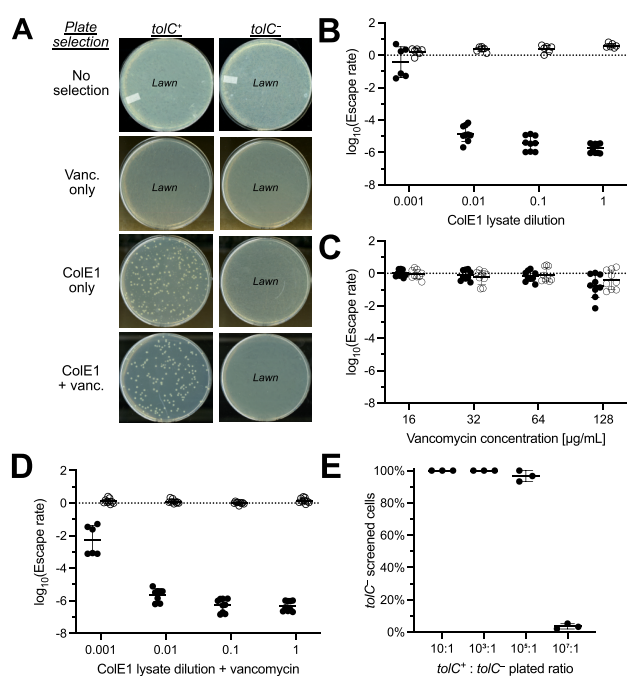 A
Plate selection
tolC+
tolC–
No selection
Lawn
Lawn
Vanc. only
Lawn
Lawn
ColE1 only
Lawn
ColE1 + vanc.
Lawn
B
log10(Escape rate)
2
0
-2
-4
-6
-8
0.001 0.01 0.1 1
ColE1 lysate dilution
C
log10(Escape rate)
2
0
-2
-4
-6
-8
16 32 64 128
Vancomycin concentration [µg/mL]
D
log10(Escape rate)
2
0
-2
-4
-6
-8
0.001 0.01 0.1 1
ColE1 lysate dilution + vancomycin
E
tolC– screened cells
100%
80%
60%
40%
20%
0%
10:1 10³:1 10⁵:1 10⁷:1
tolC+ : tolC– plated ratio